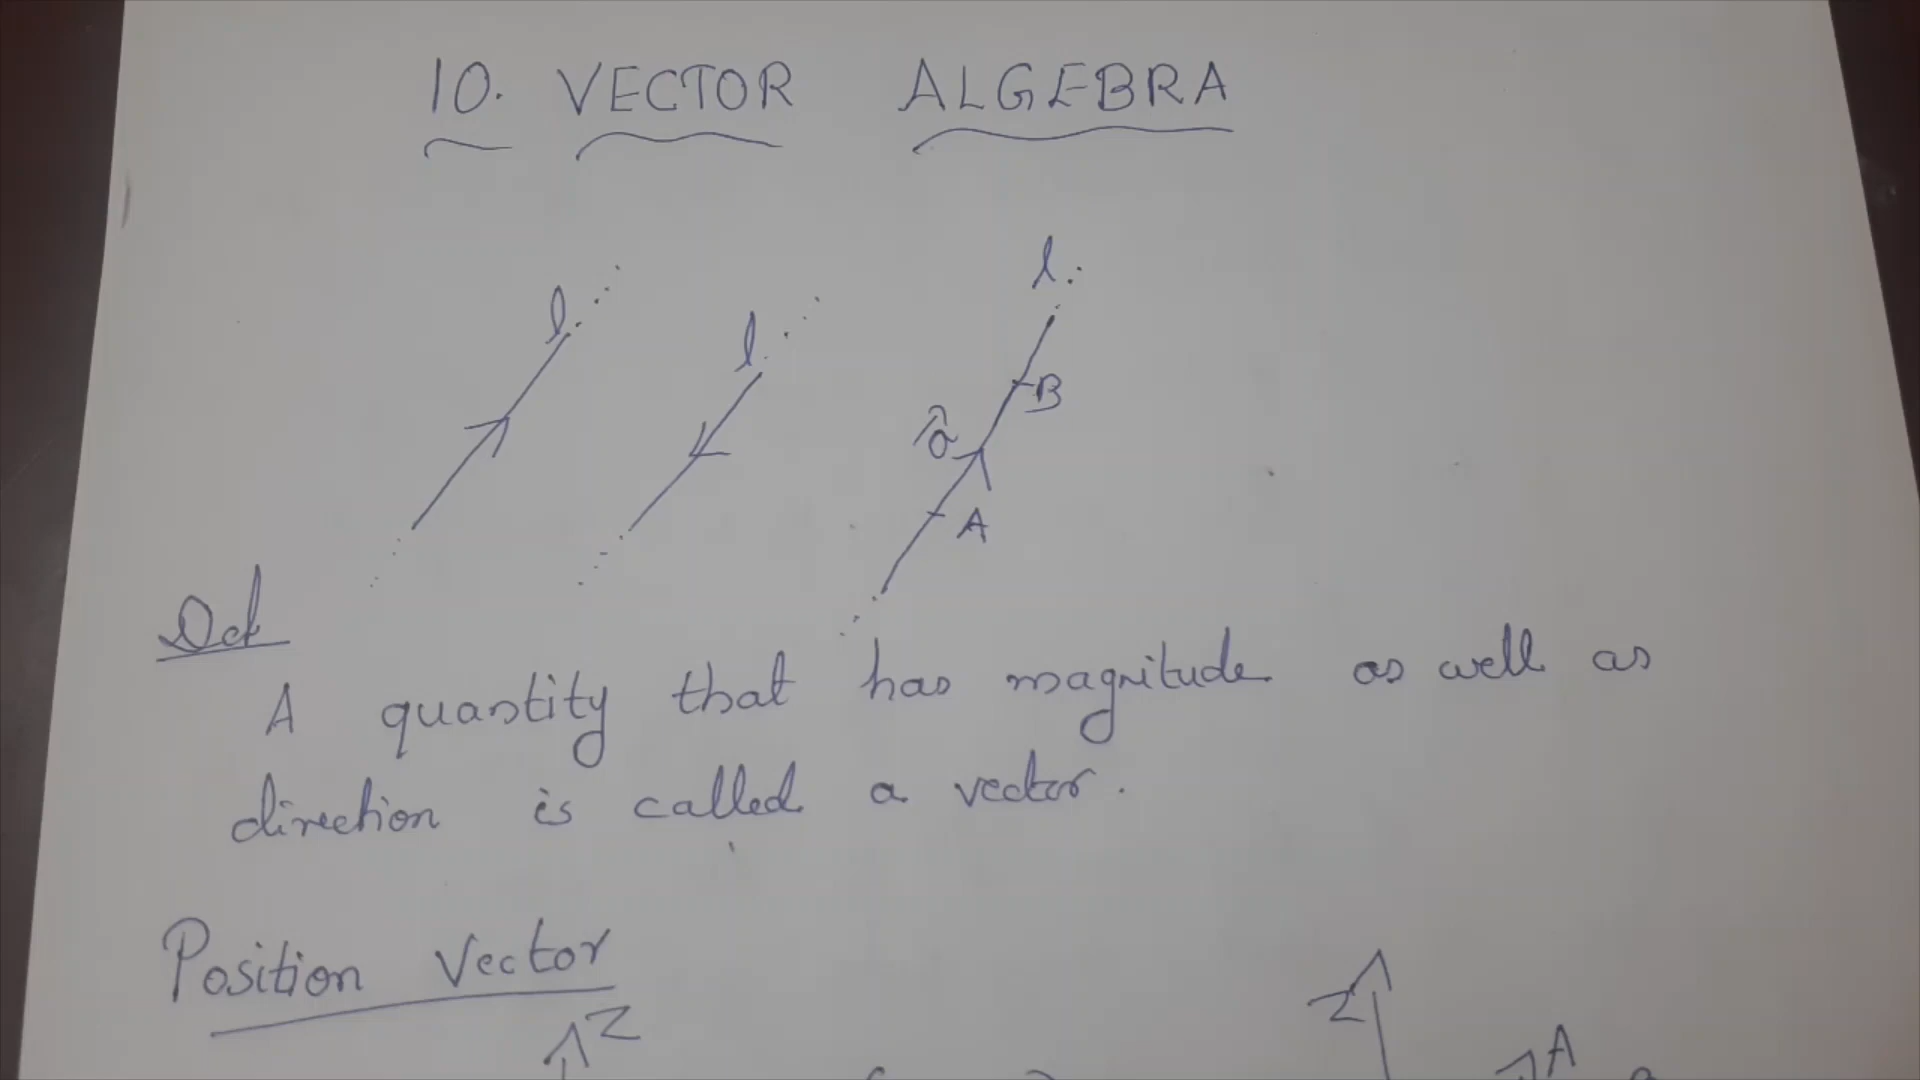 10. VECTOR ALGEBRA
l
l
l
B
A
Def
A quantity that has magnitude as well as
direction is called a vector.
Position Vector
Z
Z
A